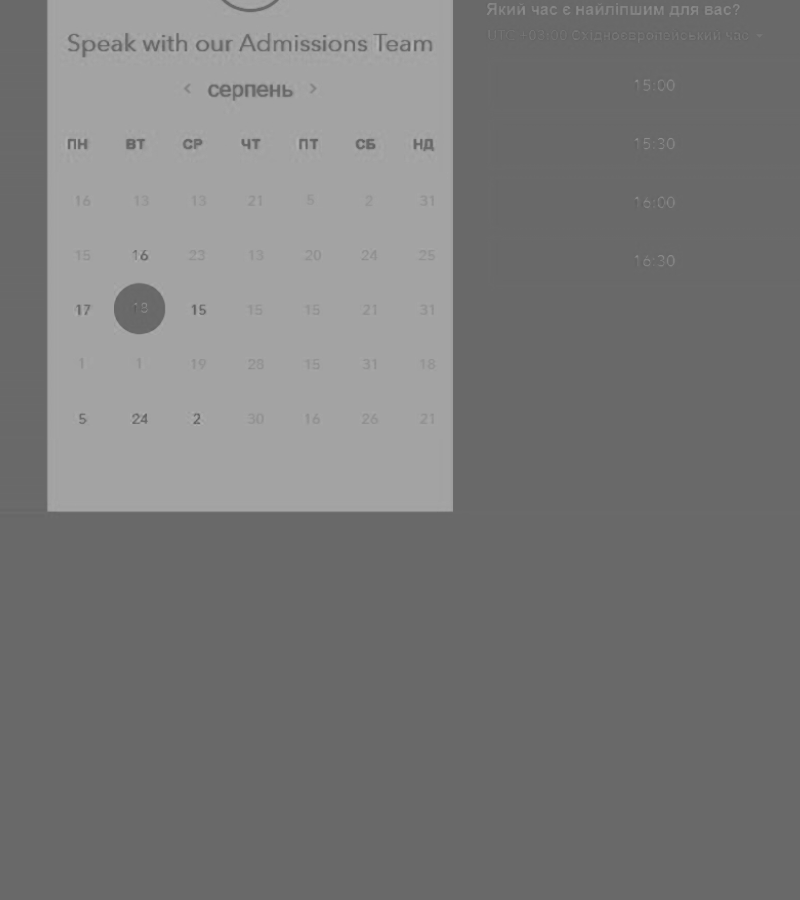 Speak with our Admissions Team
серпень
ПН ВТ СР ЧТ ПТ СБ НД
16 13 13 21 5 2 31
15 16 23 13 20 24 25
17 18 15 15 15 21 31
1 1 19 28 15 31 18
5 24 2 30 16 26 21
Який час є найліпшим для вас?
UTC +03:00 Східноєвропейський час
15:00
15:30
16:00
16:30